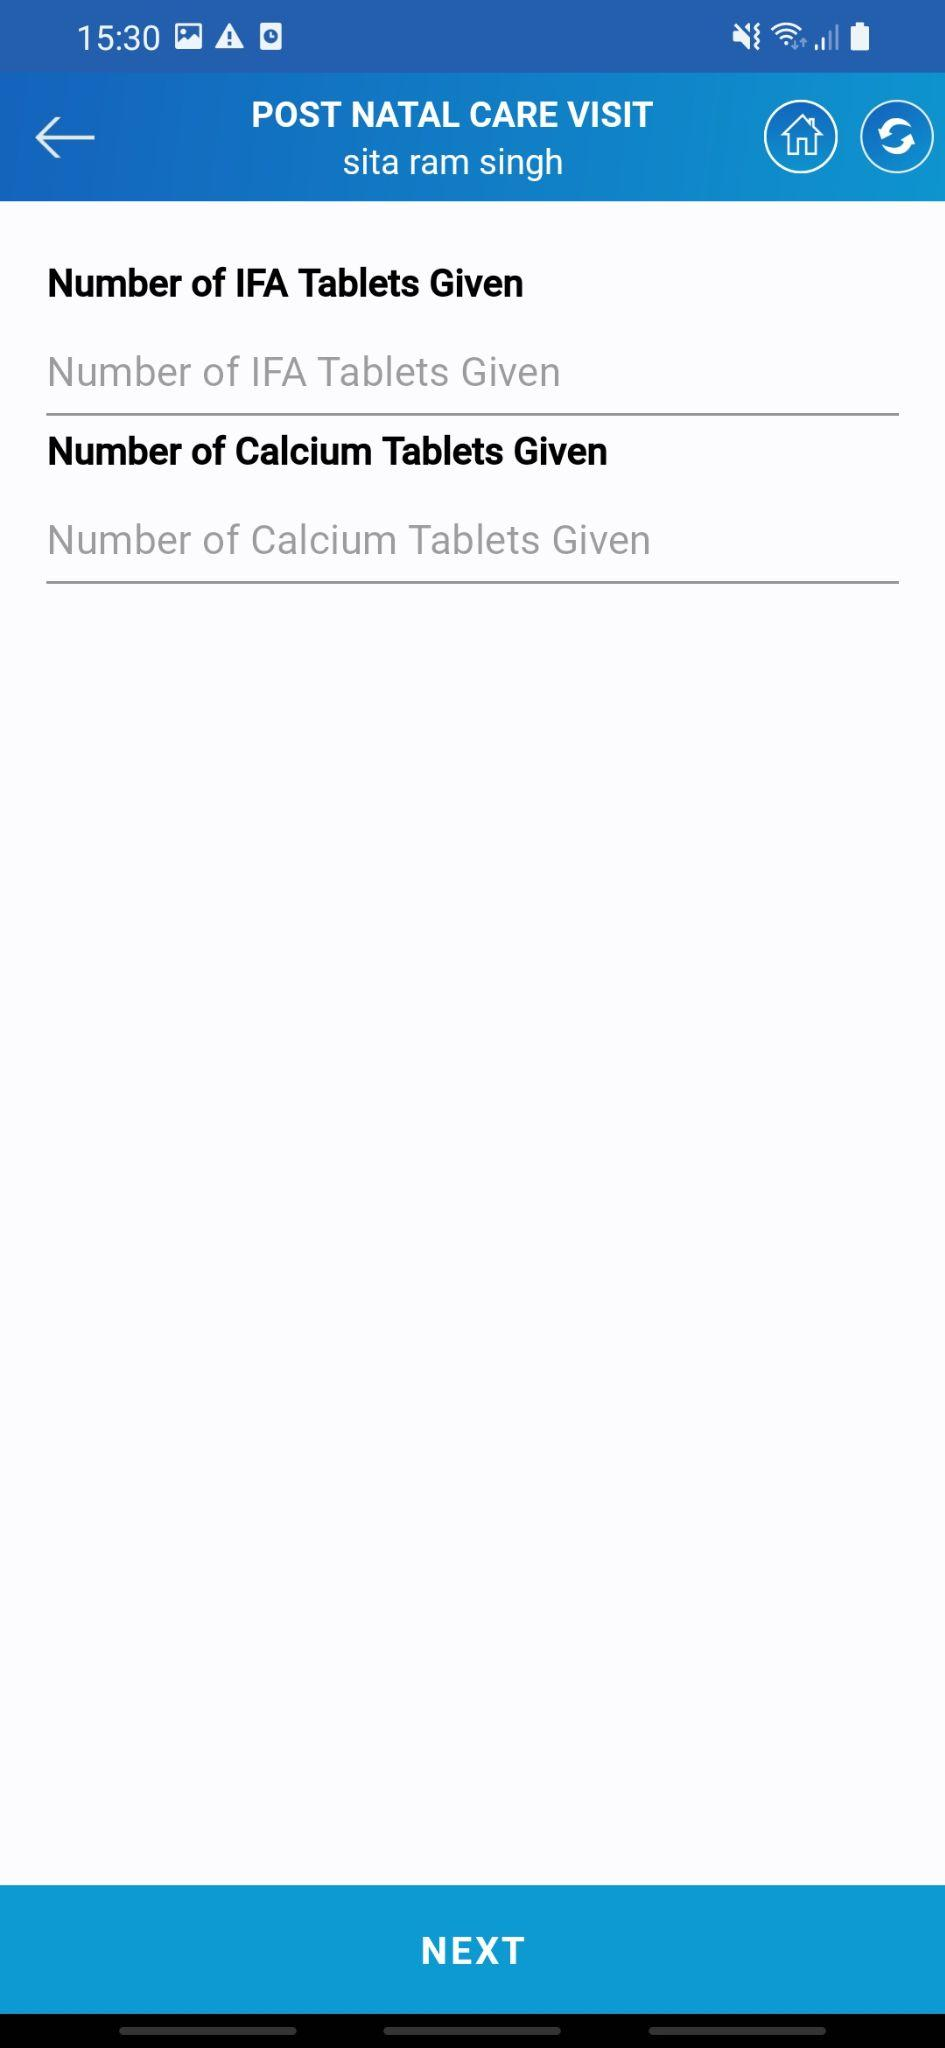 15:30
POST NATAL CARE VISIT
sita ram singh
Number of IFA Tablets Given
Number of IFA Tablets Given
Number of Calcium Tablets Given
Number of Calcium Tablets Given
NEXT